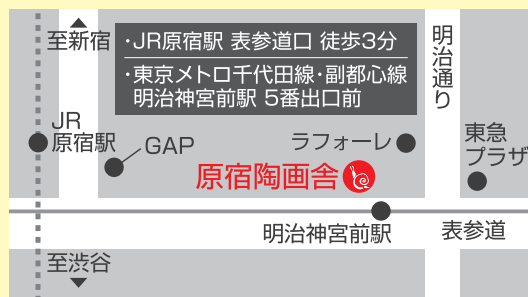 至新宿
・JR原宿駅 表参道口 徒歩3分
・東京メトロ千代田線・副都心線
明治神宮前駅 5番出口前
明治通り
JR
原宿駅
GAP
ラフォーレ
東急
プラザ
原宿陶画舎
明治神宮前駅
表参道
至渋谷